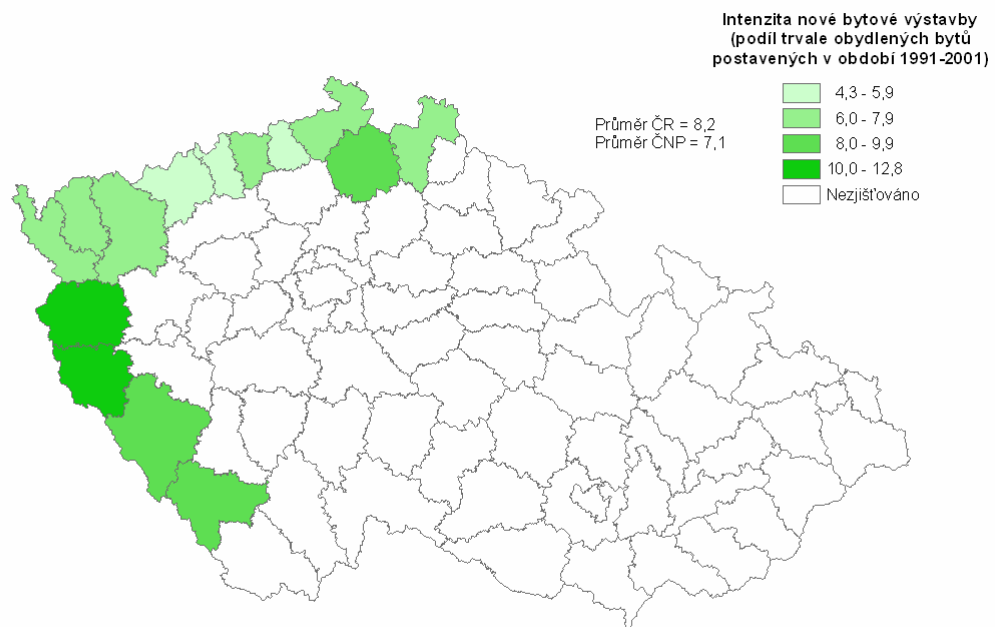 Intenzita nové bytové výstavby
(podíl trvale obydlených bytů
postavených v období 1991-2001)
4,3 - 5,9
6,0 - 7,9
8,0 - 9,9
10,0 - 12,8
Nezjišťováno
Průměr ČR = 8,2
Průměr ČNP = 7,1